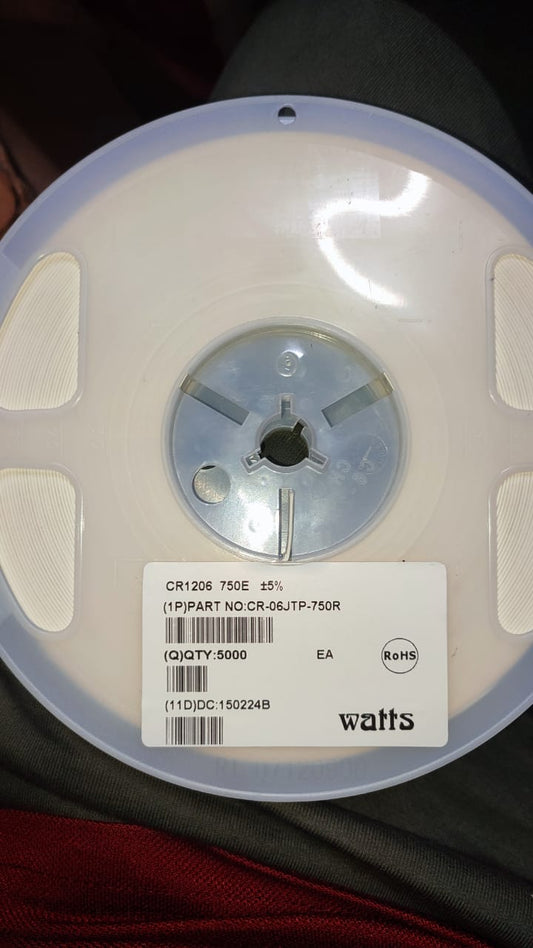 CR1206 750E ±5%
(1P)PART NO:CR-06JTP-750R
(Q)QTY:5000 EA RoHS
(11D)DC:150224B
watts